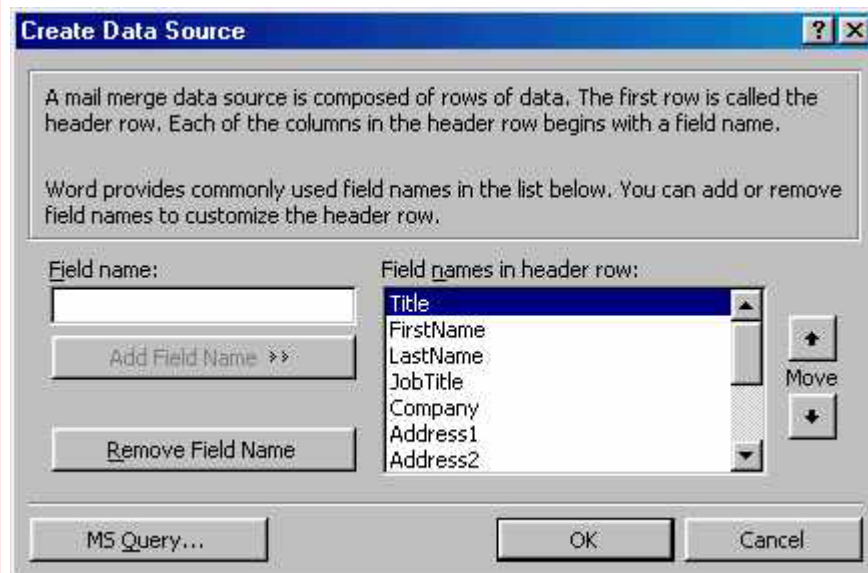 Create Data Source
A mail merge data source is composed of rows of data. The first row is called the
header row. Each of the columns in the header row begins with a field name.
Word provides commonly used field names in the list below. You can add or remove
field names to customize the header row.
Field name:
Field names in header row:
Title
FirstName
LastName
JobTitle
Company
Address1
Address2
Add Field Name >>
Remove Field Name
Move
MS Query...
OK
Cancel